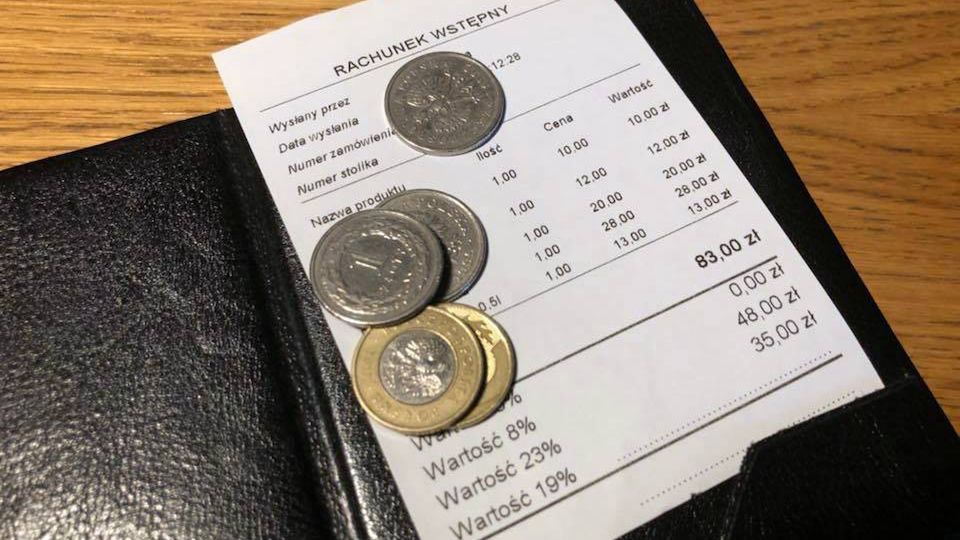 RACHUNEK WSTĘPNY
Wysłany przez
Data wysłania 12:28
Numer zamówienia
Numer stolika
Nazwa produktu Ilość Cena Wartość
1,00 10,00 10,00 zł
1,00 12,00 12,00 zł
1,00 20,00 20,00 zł
1,00 28,00 28,00 zł
0,5l 1,00 13,00 13,00 zł
83,00 zł
0,00 zł
Wartość 8% 48,00 zł
Wartość 23% 35,00 zł
Wartość 19%
1